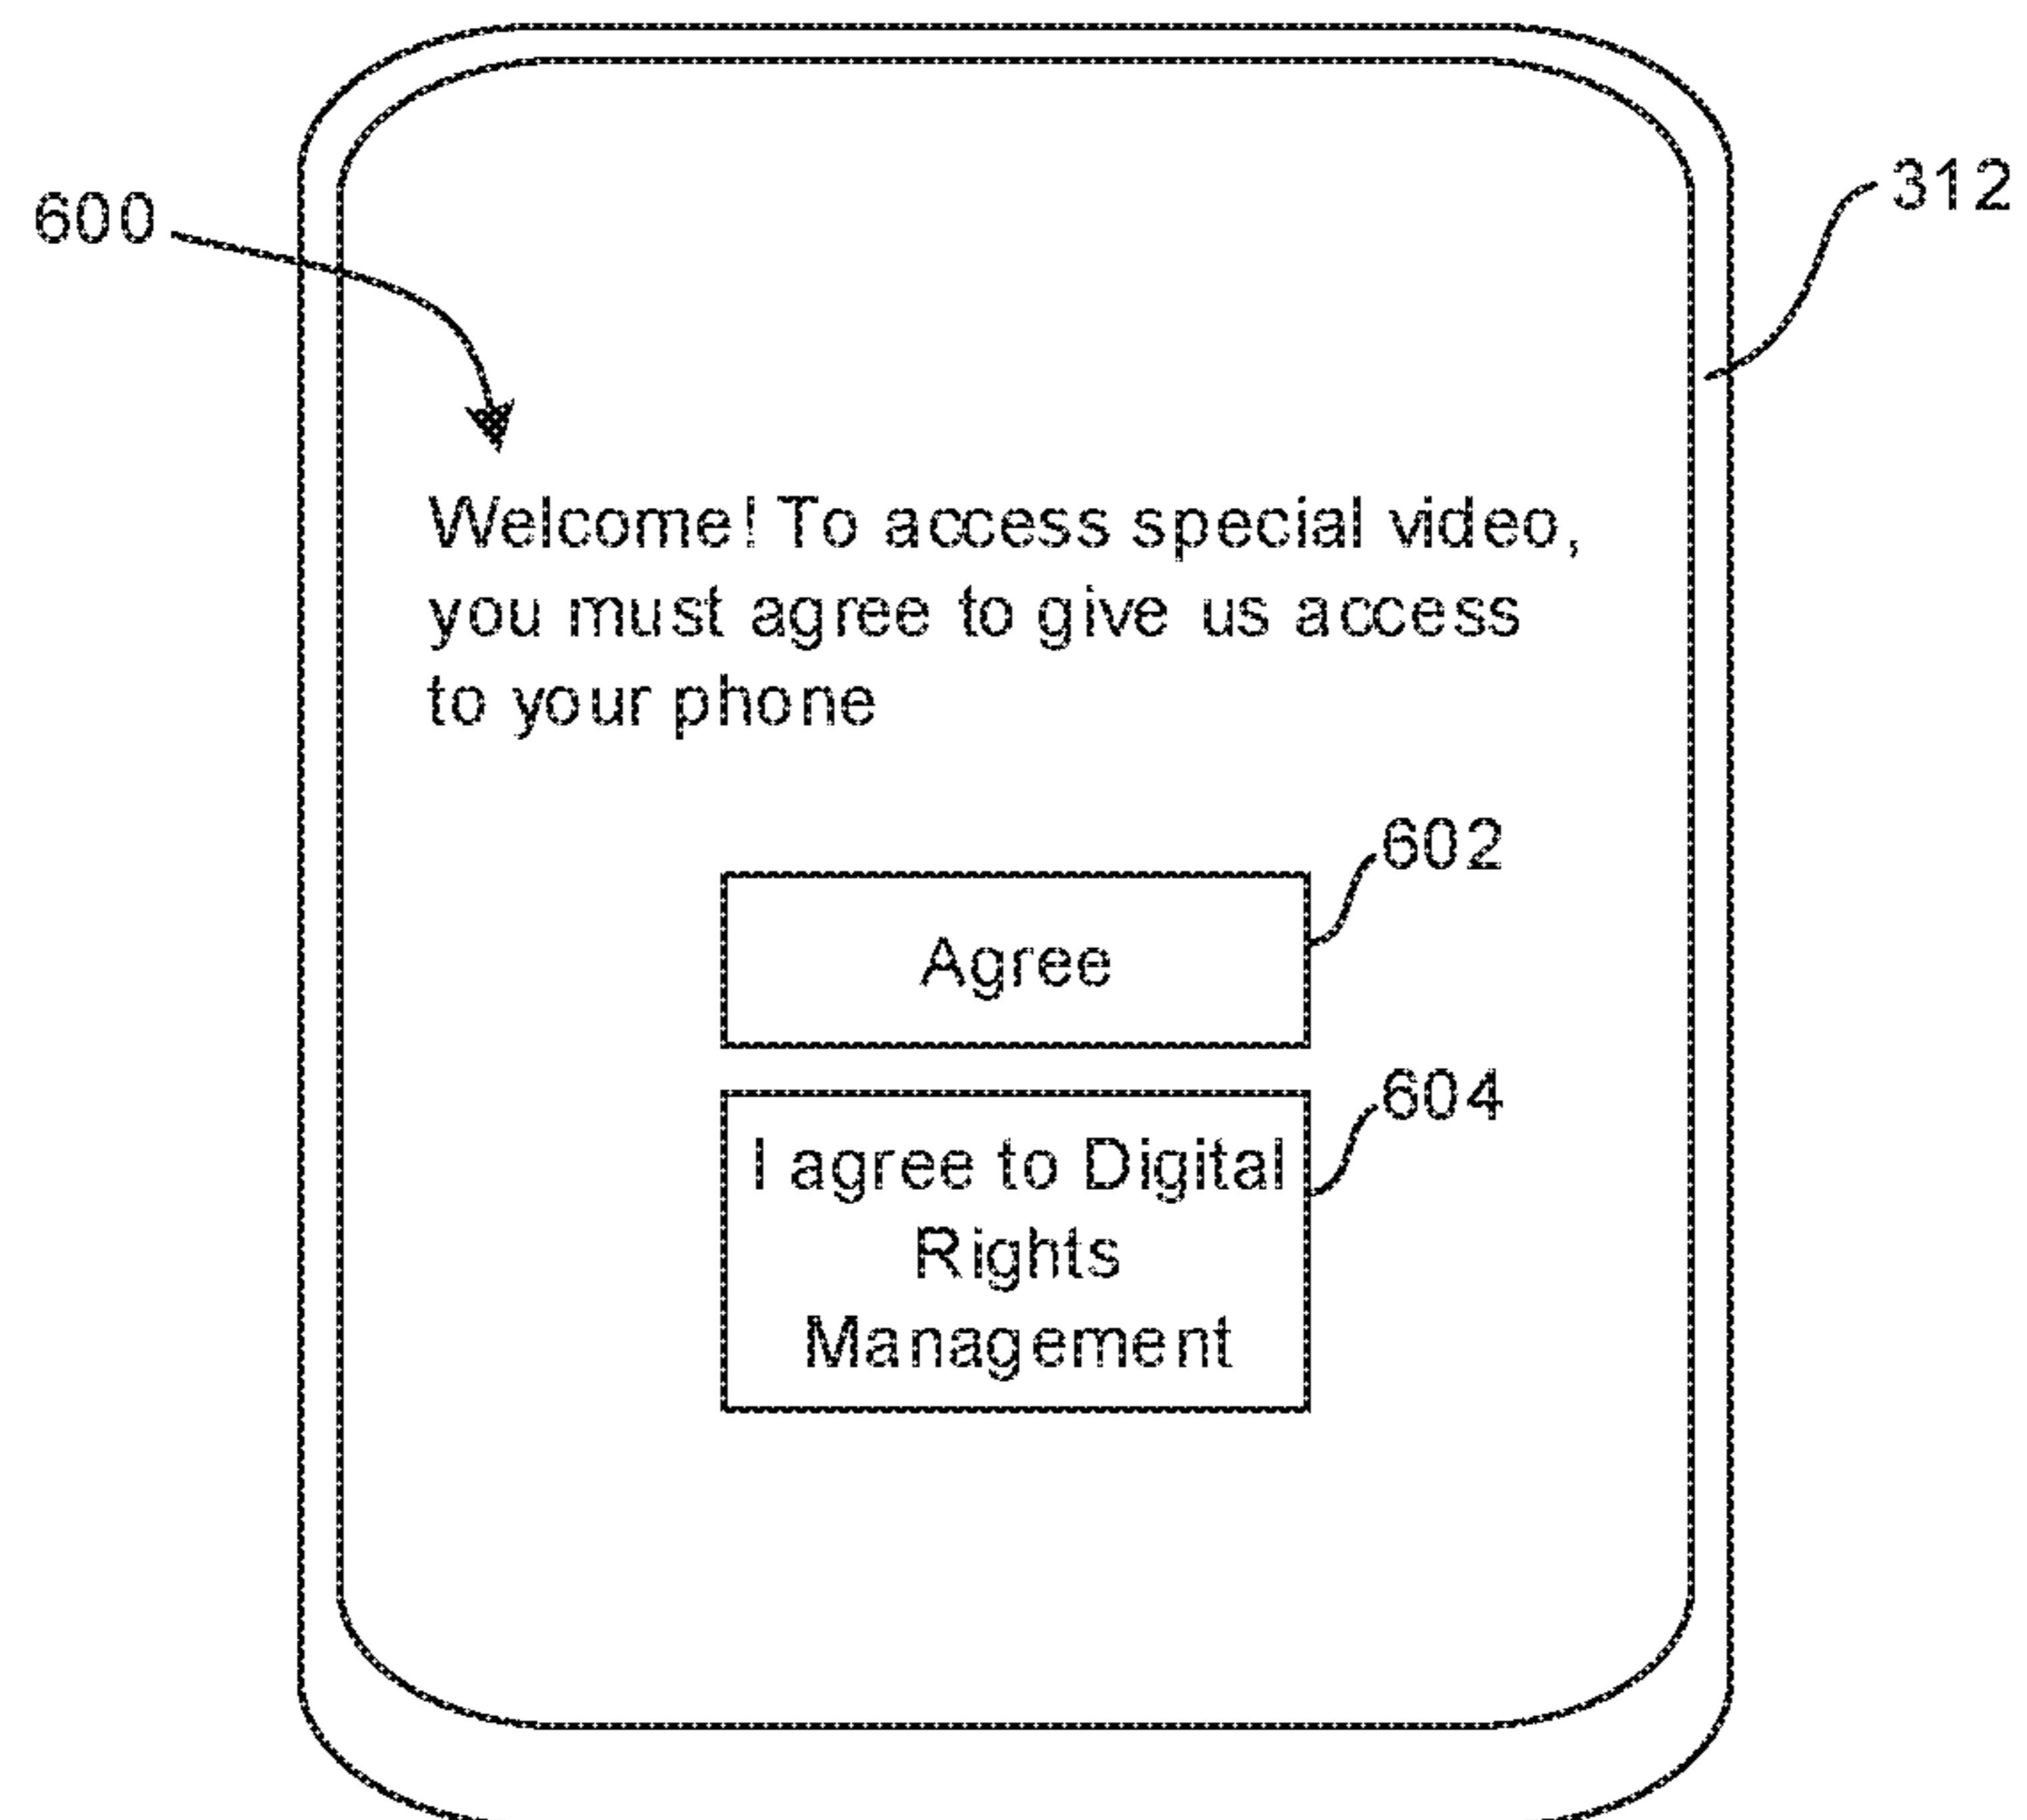 312
600
Welcome! To access special video,
you must agree to give us access
to your phone
602
Agree
604
I agree to Digital
Rights
Management